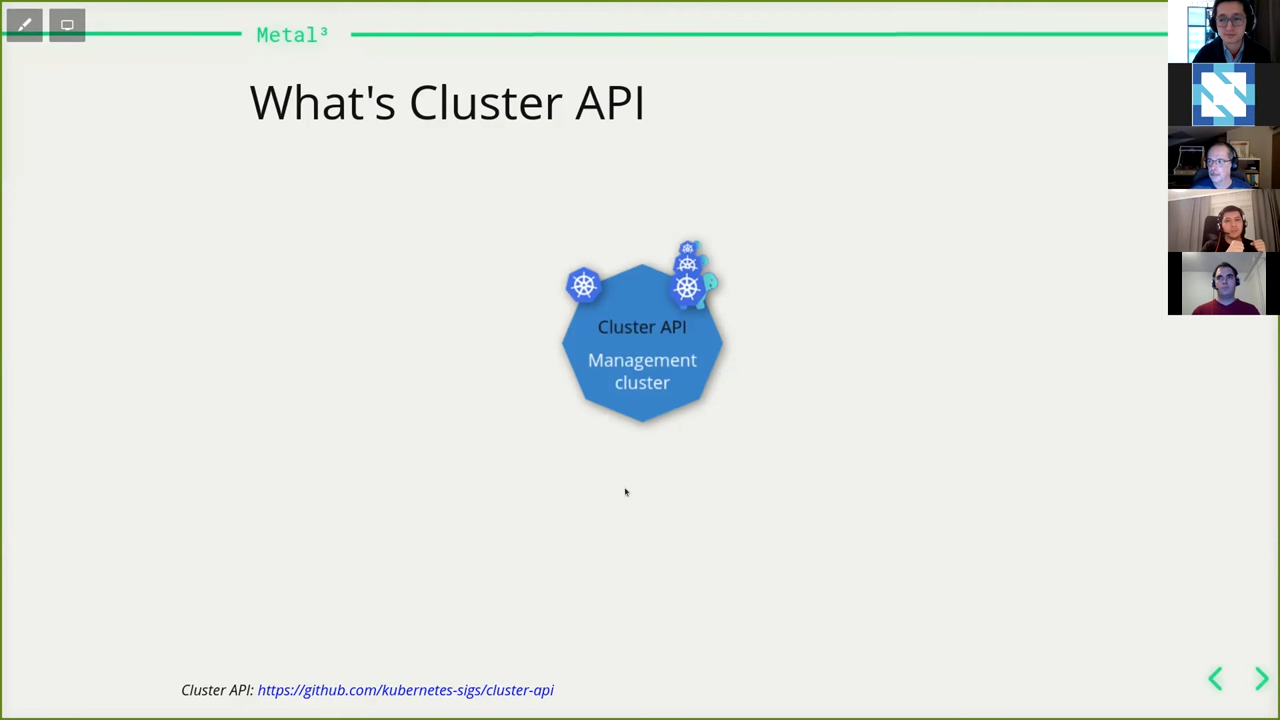 Metal³
What's Cluster API
Cluster API
Management
cluster
Cluster API: https://github.com/kubernetes-sigs/cluster-api